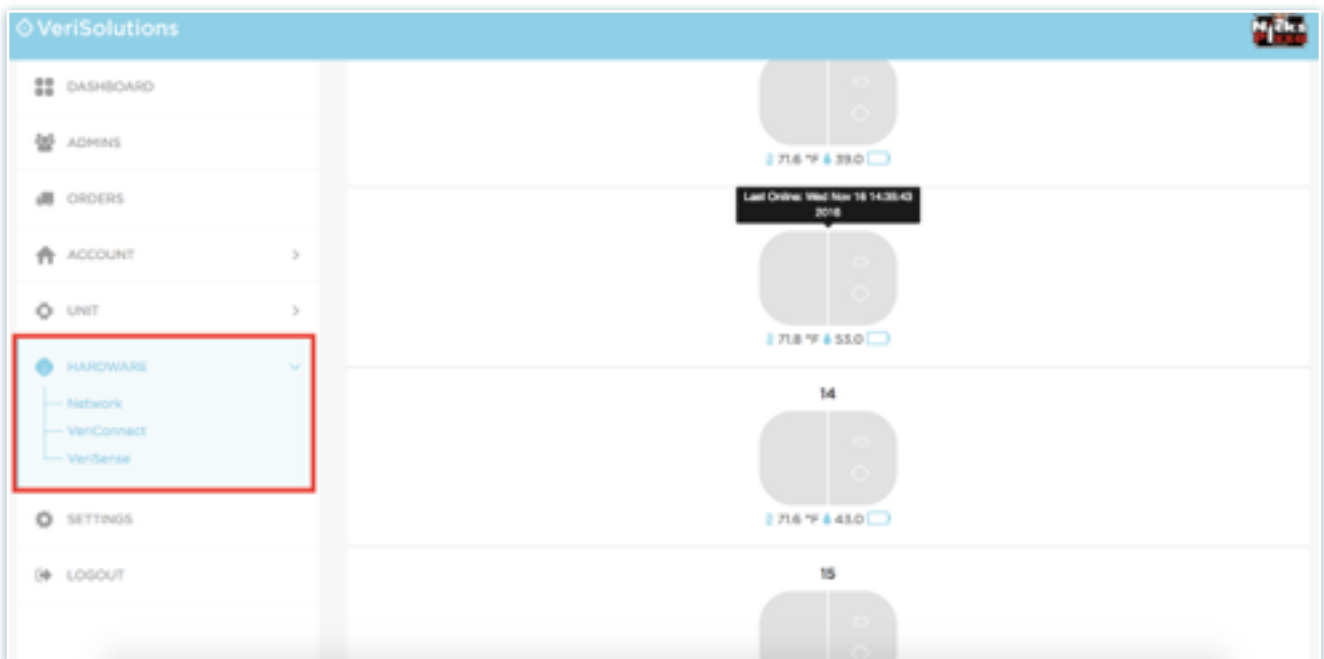 VeriSolutions
DASHBOARD
ADMINS
ORDERS
ACCOUNT
UNIT
HARDWARE
Network
VeriConnect
VeriSense
SETTINGS
LOGOUT
71.6 °F 39.0
Last Online: Wed Nov 16 14:35:43
2016
71.8 °F 53.0
14
71.6 °F 43.0
15